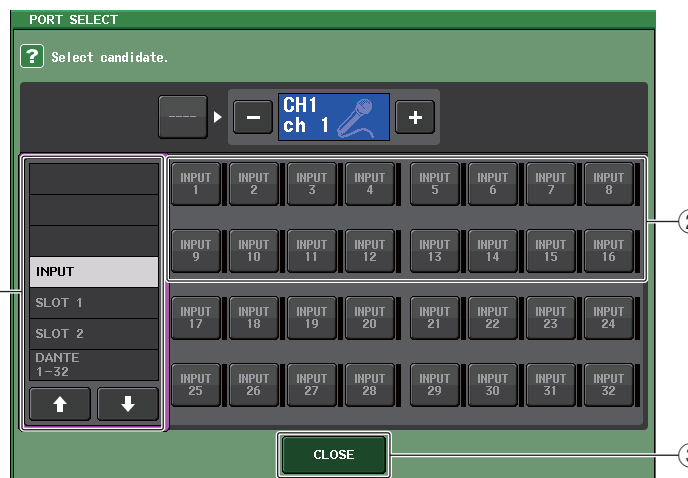 PORT SELECT
? Select candidate.
---- − CH1 +
ch 1
INPUT INPUT INPUT INPUT INPUT INPUT INPUT INPUT
1 2 3 4 5 6 7 8
INPUT INPUT INPUT INPUT INPUT INPUT INPUT INPUT
9 10 11 12 13 14 15 16
INPUT
SLOT 1
SLOT 2
DANTE
1-32
INPUT INPUT INPUT INPUT INPUT INPUT INPUT INPUT
17 18 19 20 21 22 23 24
INPUT INPUT INPUT INPUT INPUT INPUT INPUT INPUT
25 26 27 28 29 30 31 32
CLOSE